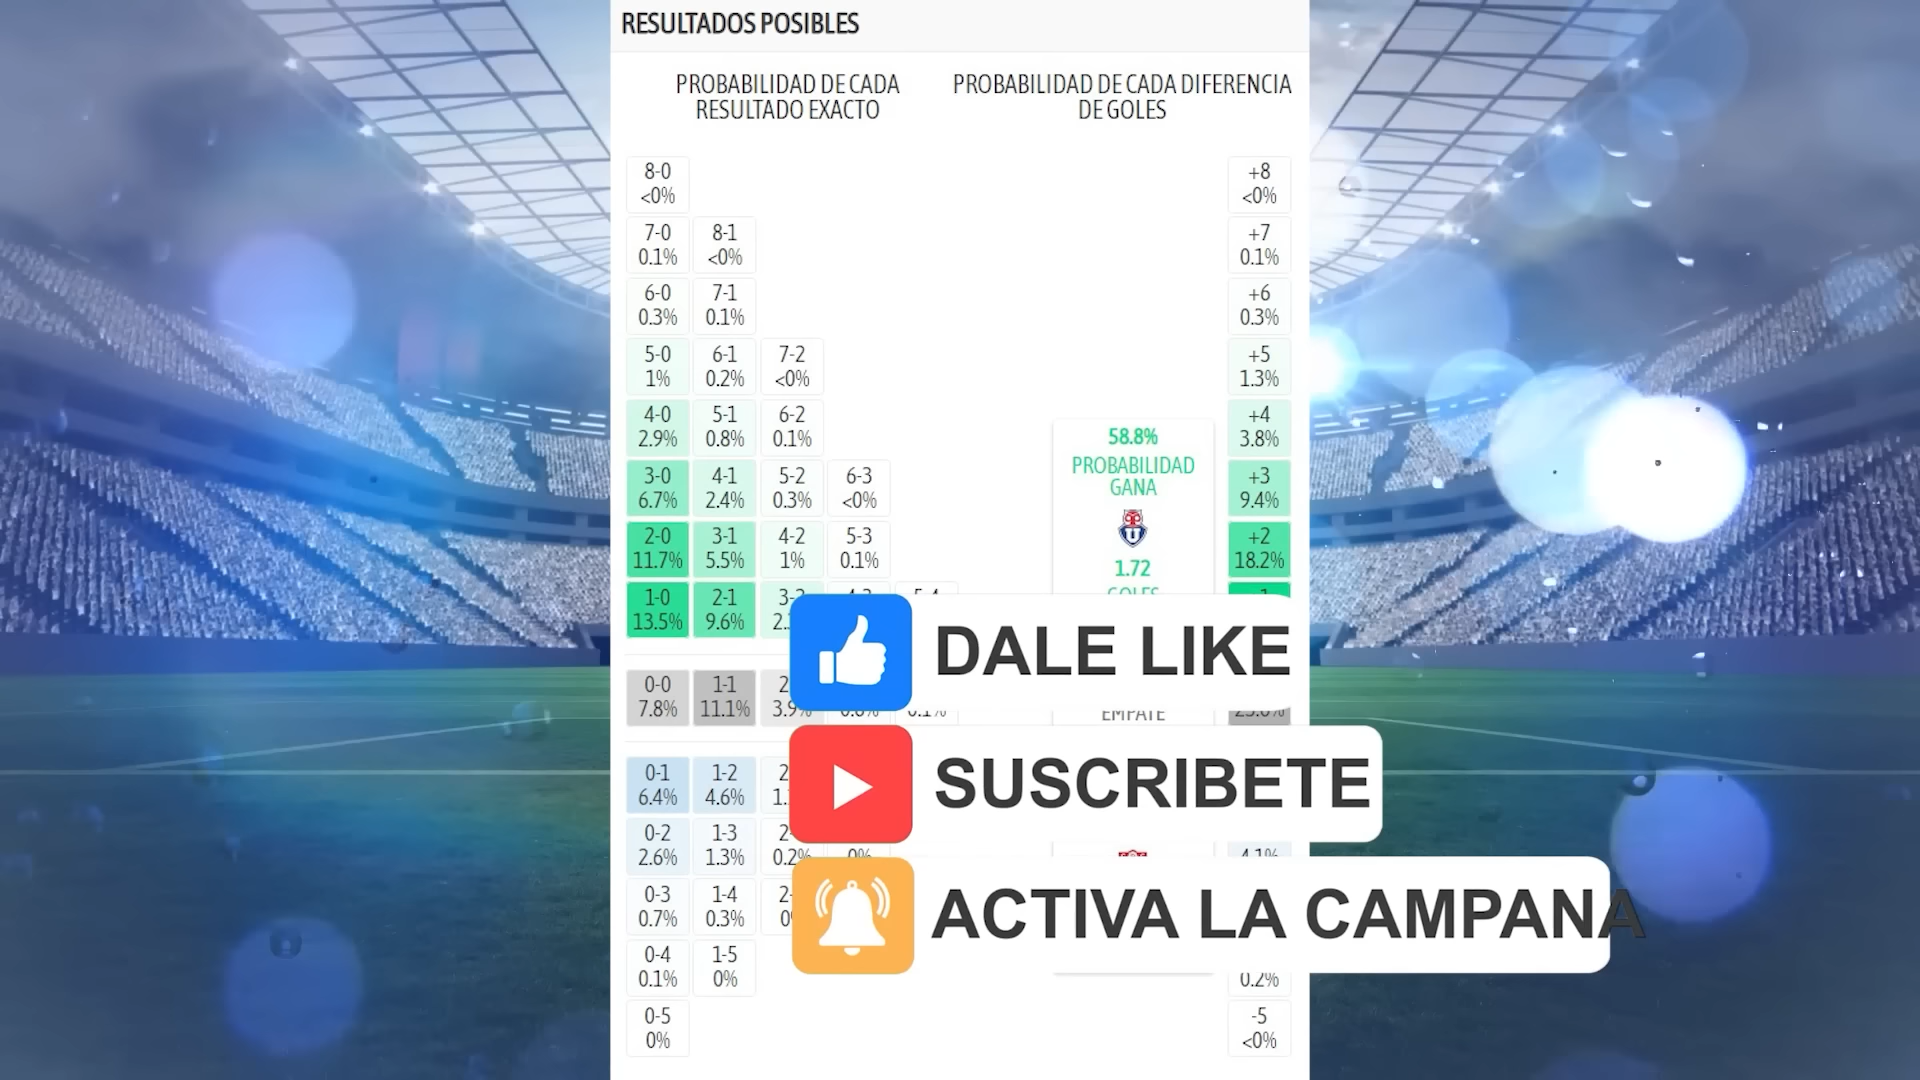 RESULTADOS POSIBLES
PROBABILIDAD DE CADA
RESULTADO EXACTO
PROBABILIDAD DE CADA DIFERENCIA
DE GOLES
8-0
<0%
+8
<0%
7-0 8-1
0.1% <0%
+7
0.1%
6-0 7-1
0.3% 0.1%
+6
0.3%
5-0 6-1 7-2
1% 0.2% <0%
+5
1.3%
4-0 5-1 6-2
2.9% 0.8% 0.1%
+4
3.8%
3-0 4-1 5-2 6-3
6.7% 2.4% 0.3% <0%
+3
9.4%
2-0 3-1 4-2 5-3
11.7% 5.5% 1% 0.1%
+2
18.2%
58.8%
PROBABILIDAD
GANA
U
1.72
GOLES
1-0 2-1
13.5% 9.6%
DALE LIKE
0-0 1-1
7.8% 11.1% 3.9%
EMPATE
SUSCRIBETE
0-1 1-2
6.4% 4.6%
0-2 1-3
2.6% 1.3% 0.2% 0%
4.1%
ACTIVA LA CAMPANA
0-3 1-4
0.7% 0.3%
0-4 1-5
0.1% 0%
0.2%
0-5
0%
-5
<0%